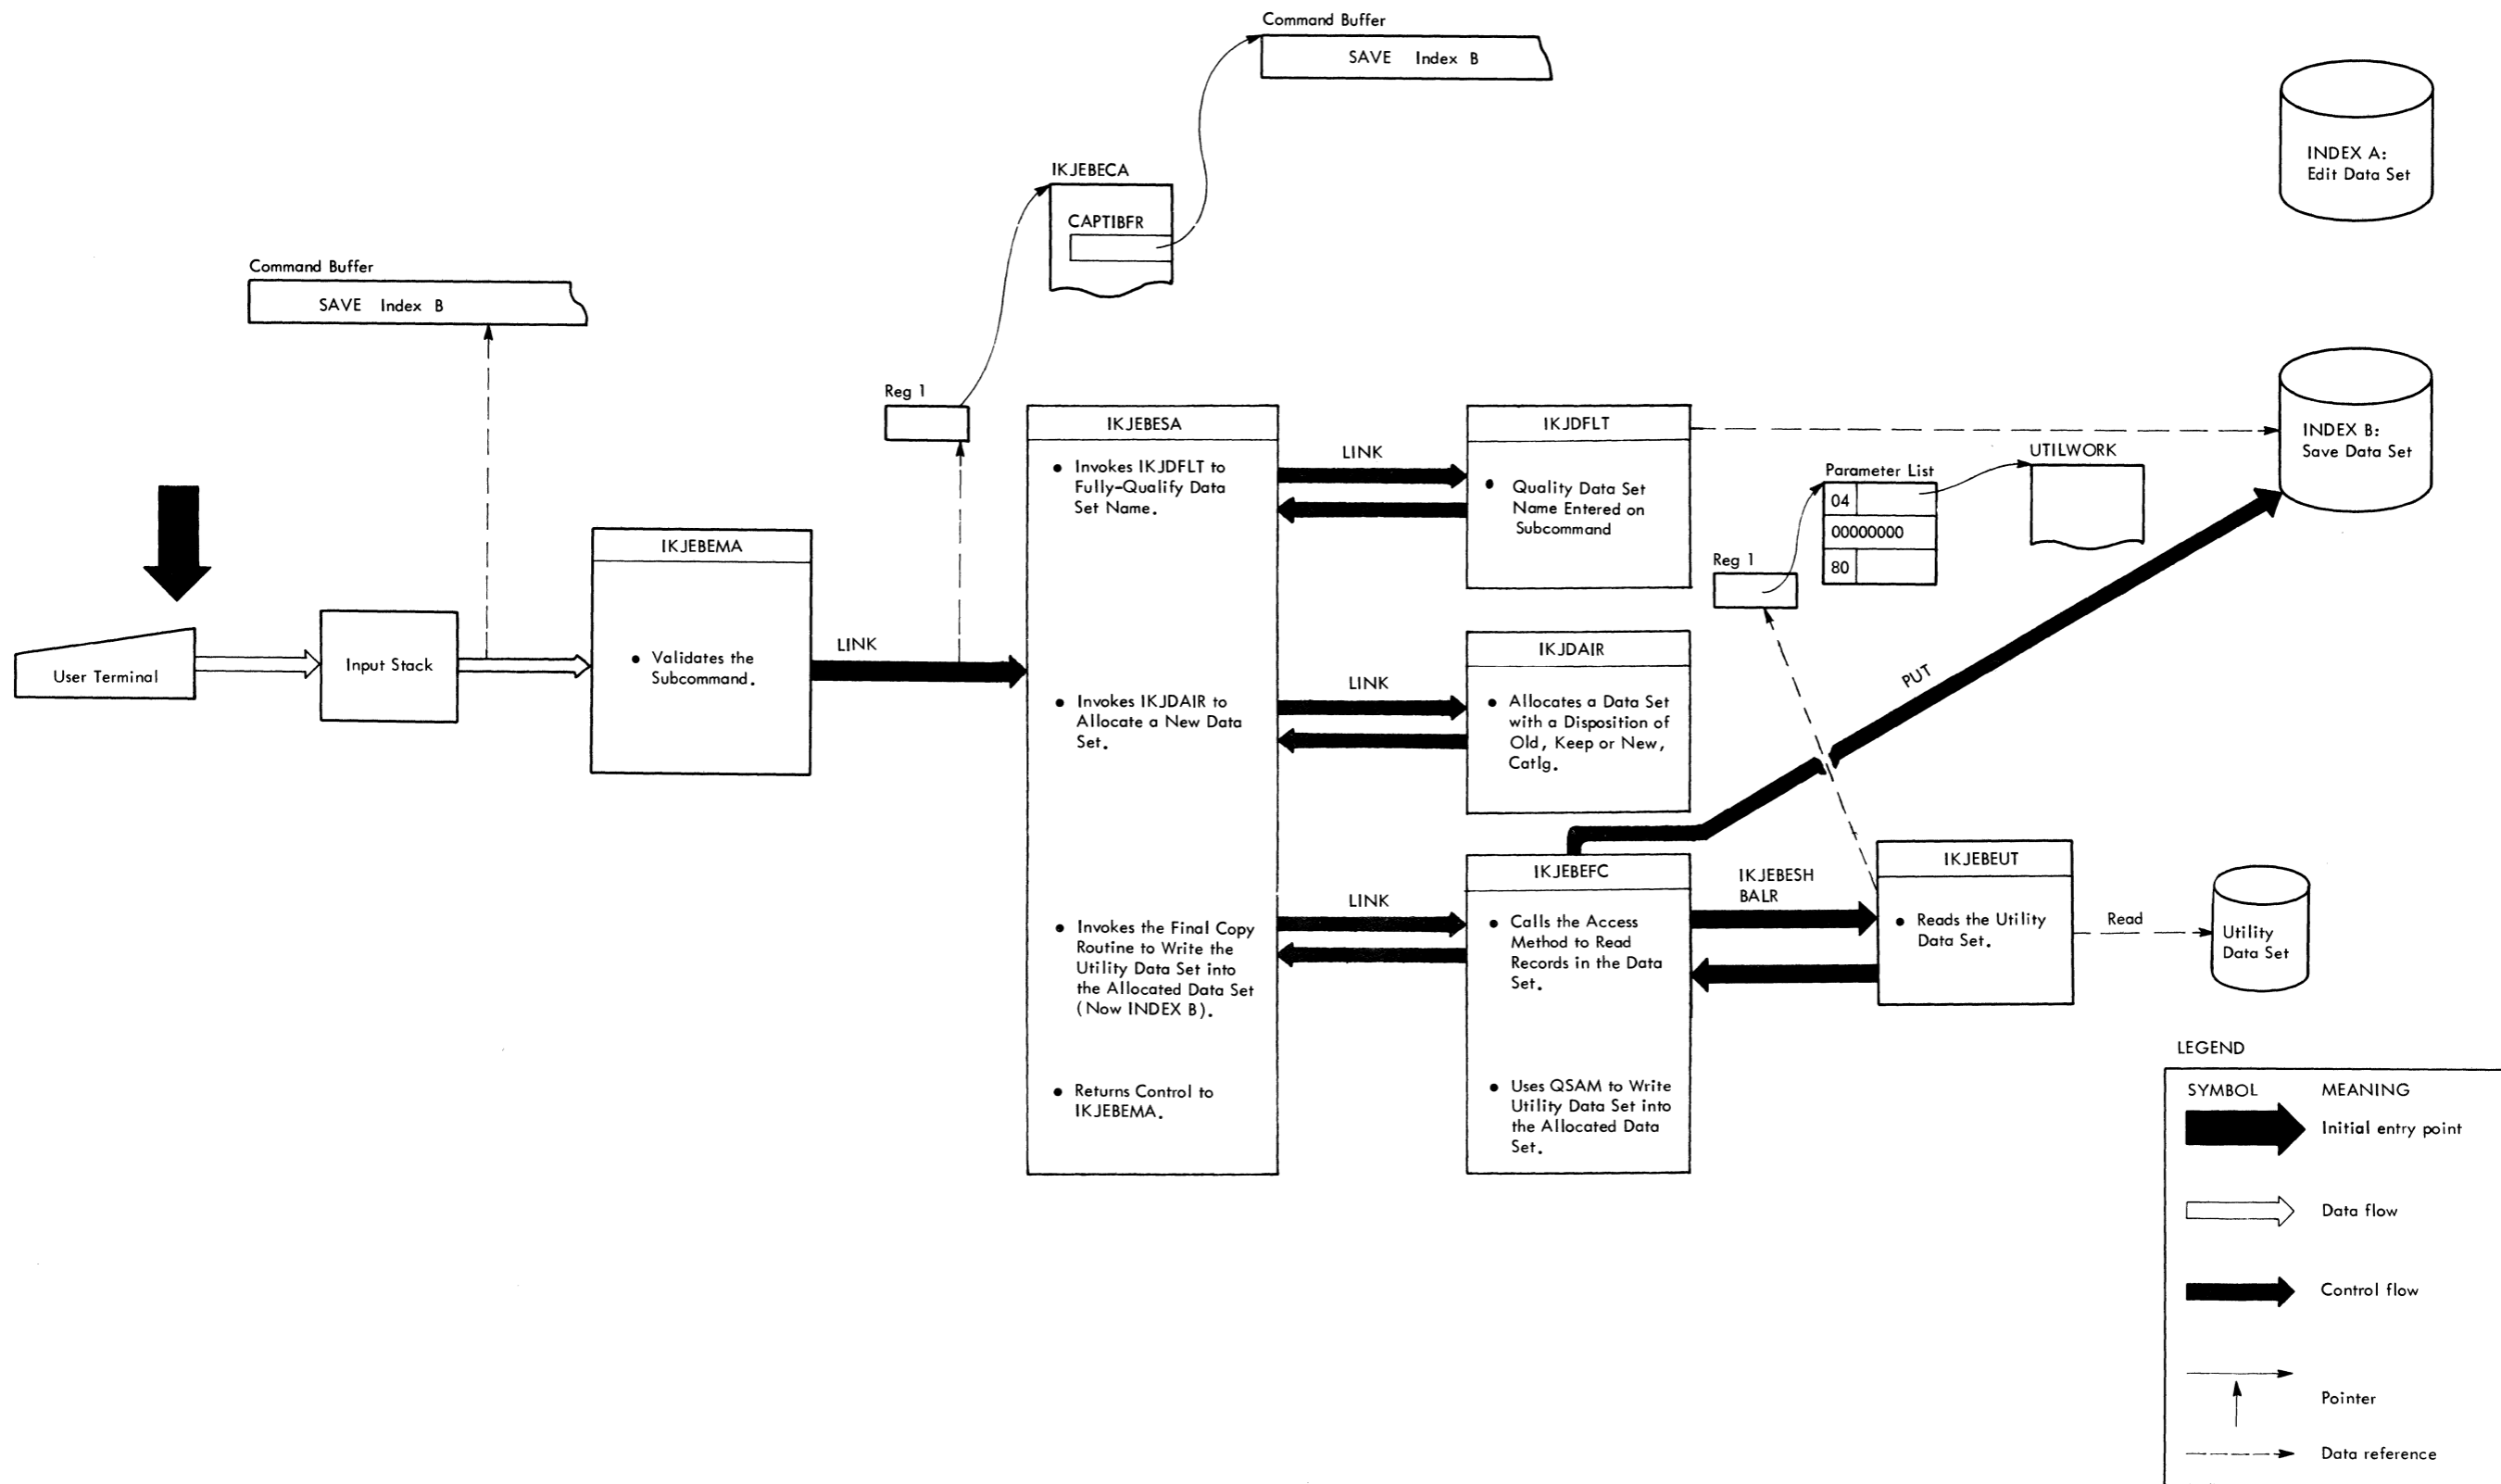 Command Buffer
SAVE Index B
INDEX A:
Edit Data Set
IKJEBECA
CAPTIBFR
Command Buffer
SAVE Index B
Reg 1
IKJEBESA
• Invokes IKJDFLT to
Fully-Qualify Data
Set Name.
• Invokes IKJDAIR to
Allocate a New Data
Set.
• Invokes the Final Copy
Routine to Write the
Utility Data Set into
the Allocated Data Set
(Now INDEX B).
• Returns Control to
IKJEBEMA.
LINK
IKJDFLT
• Quality Data Set
Name Entered on
Subcommand
INDEX B:
Save Data Set
UTILWORK
Parameter List
04
00000000
80
Reg 1
IKJEBEMA
• Validates the
Subcommand.
LINK
User Terminal
Input Stack
LINK
IKJDAIR
• Allocates a Data Set
with a Disposition of
Old, Keep or New,
Catlg.
PUT
LINK
IKJEBEFC
• Calls the Access
Method to Read
Records in the Data
Set.
• Uses QSAM to Write
Utility Data Set into
the Allocated Data
Set.
IKJEBESH
BALR
IKJEBEUT
• Reads the Utility
Data Set.
Read
Utility
Data Set
LEGEND
SYMBOL MEANING
Initial entry point
Data flow
Control flow
Pointer
Data reference